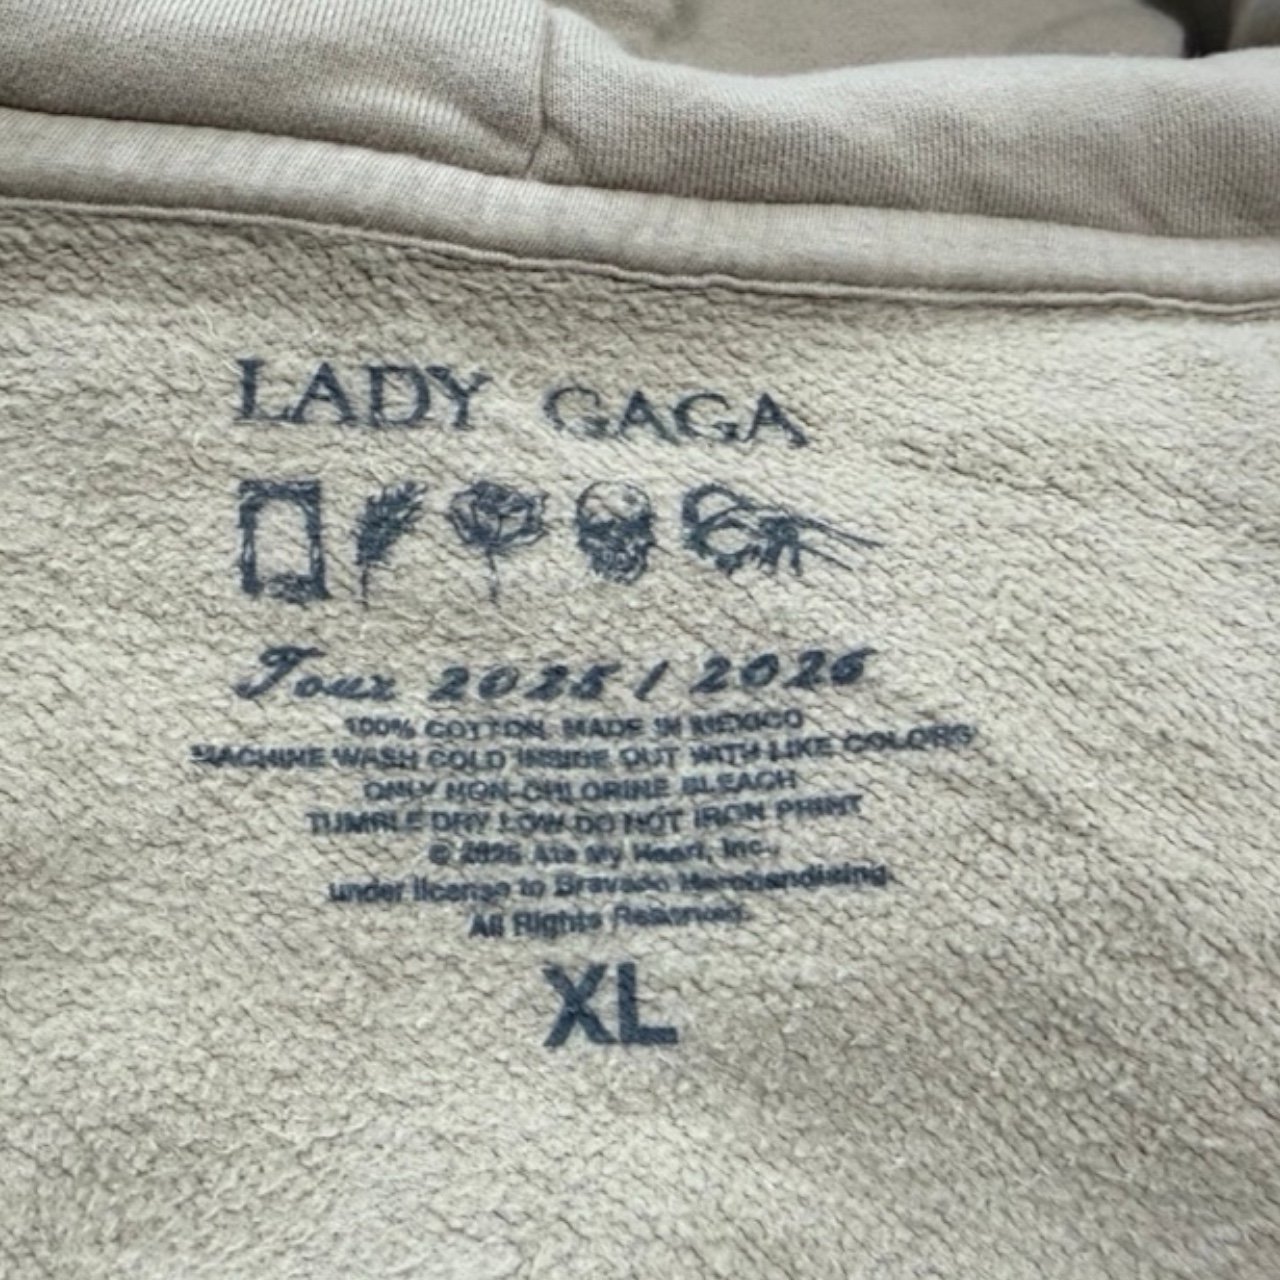 LADY GAGA
Tour 2025 / 2026
100% COTTON MADE IN MEXICO
MACHINE WASH COLD INSIDE OUT WITH LIKE COLORS
ONLY NON-CHLORINE BLEACH
TUMBLE DRY LOW DO NOT IRON PRINT
© 2025 Ate My Heart, Inc.,
under license to Bravado Merchandising
All Rights Reserved.
XL